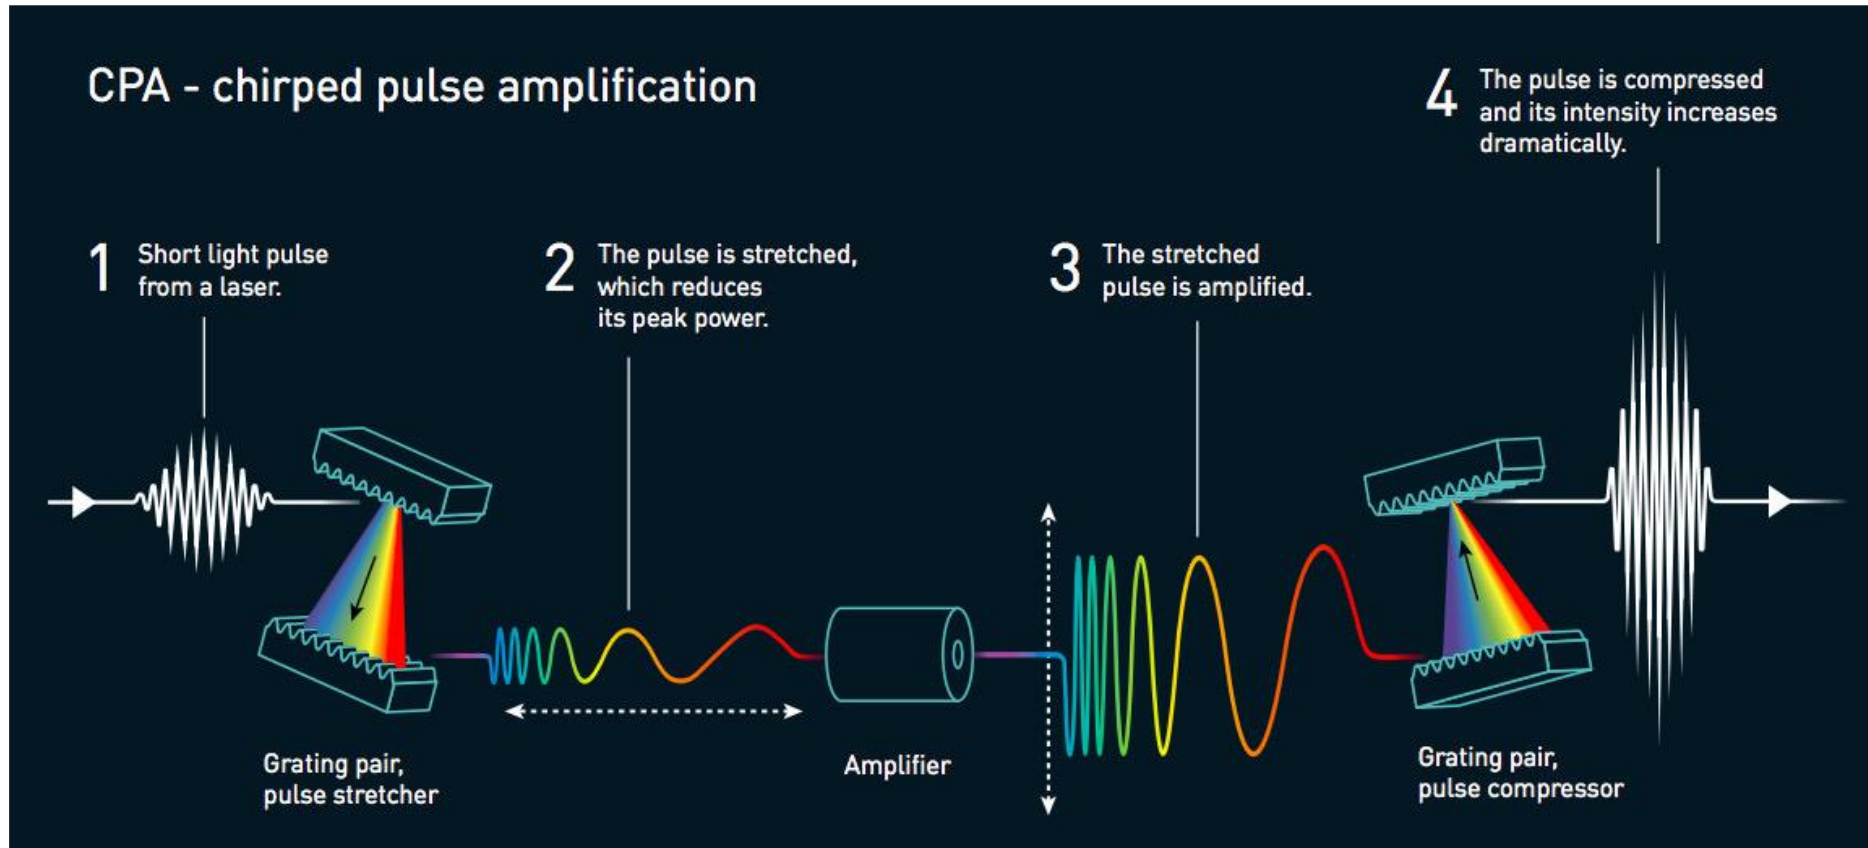 CPA - chirped pulse amplification
1 Short light pulse
from a laser.
2 The pulse is stretched,
which reduces
its peak power.
3 The stretched
pulse is amplified.
4 The pulse is compressed
and its intensity increases
dramatically.
Grating pair,
pulse stretcher
Amplifier
Grating pair,
pulse compressor